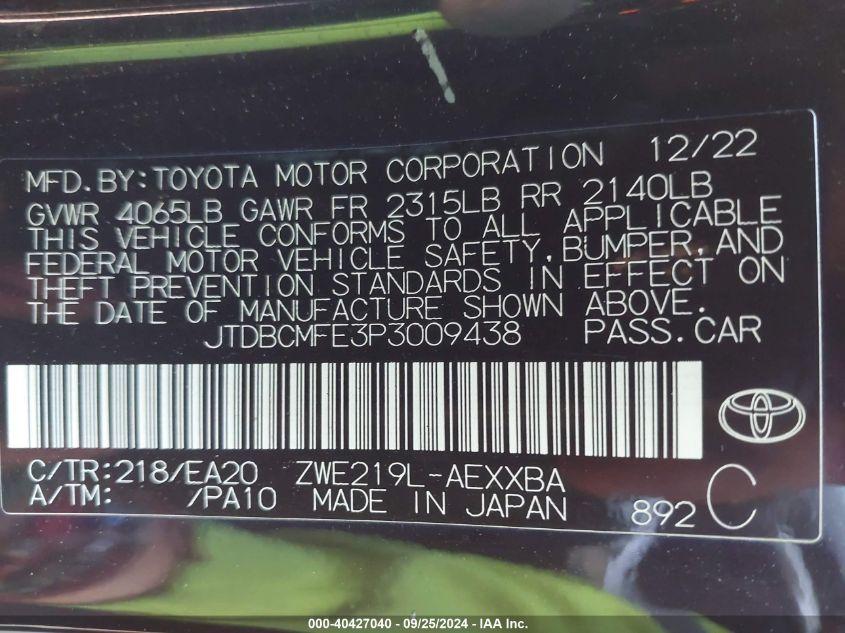 MFD. BY: TOYOTA MOTOR CORPORATION 12/22
GVWR 4065LB GAWR FR 2315LB RR 2140LB
THIS VEHICLE CONFORMS TO ALL APPLICABLE
FEDERAL MOTOR VEHICLE SAFETY, BUMPER, AND
THEFT PREVENTION STANDARDS IN EFFECT ON
THE DATE OF MANUFACTURE SHOWN ABOVE.
JTDBCMFE3P3009438 PASS.CAR
C/TR:218/EA20 ZWE219L-AEXXBA
A/TM: /PA10 MADE IN JAPAN 892 C
000-40427040 - 09/25/2024 - IAA Inc.